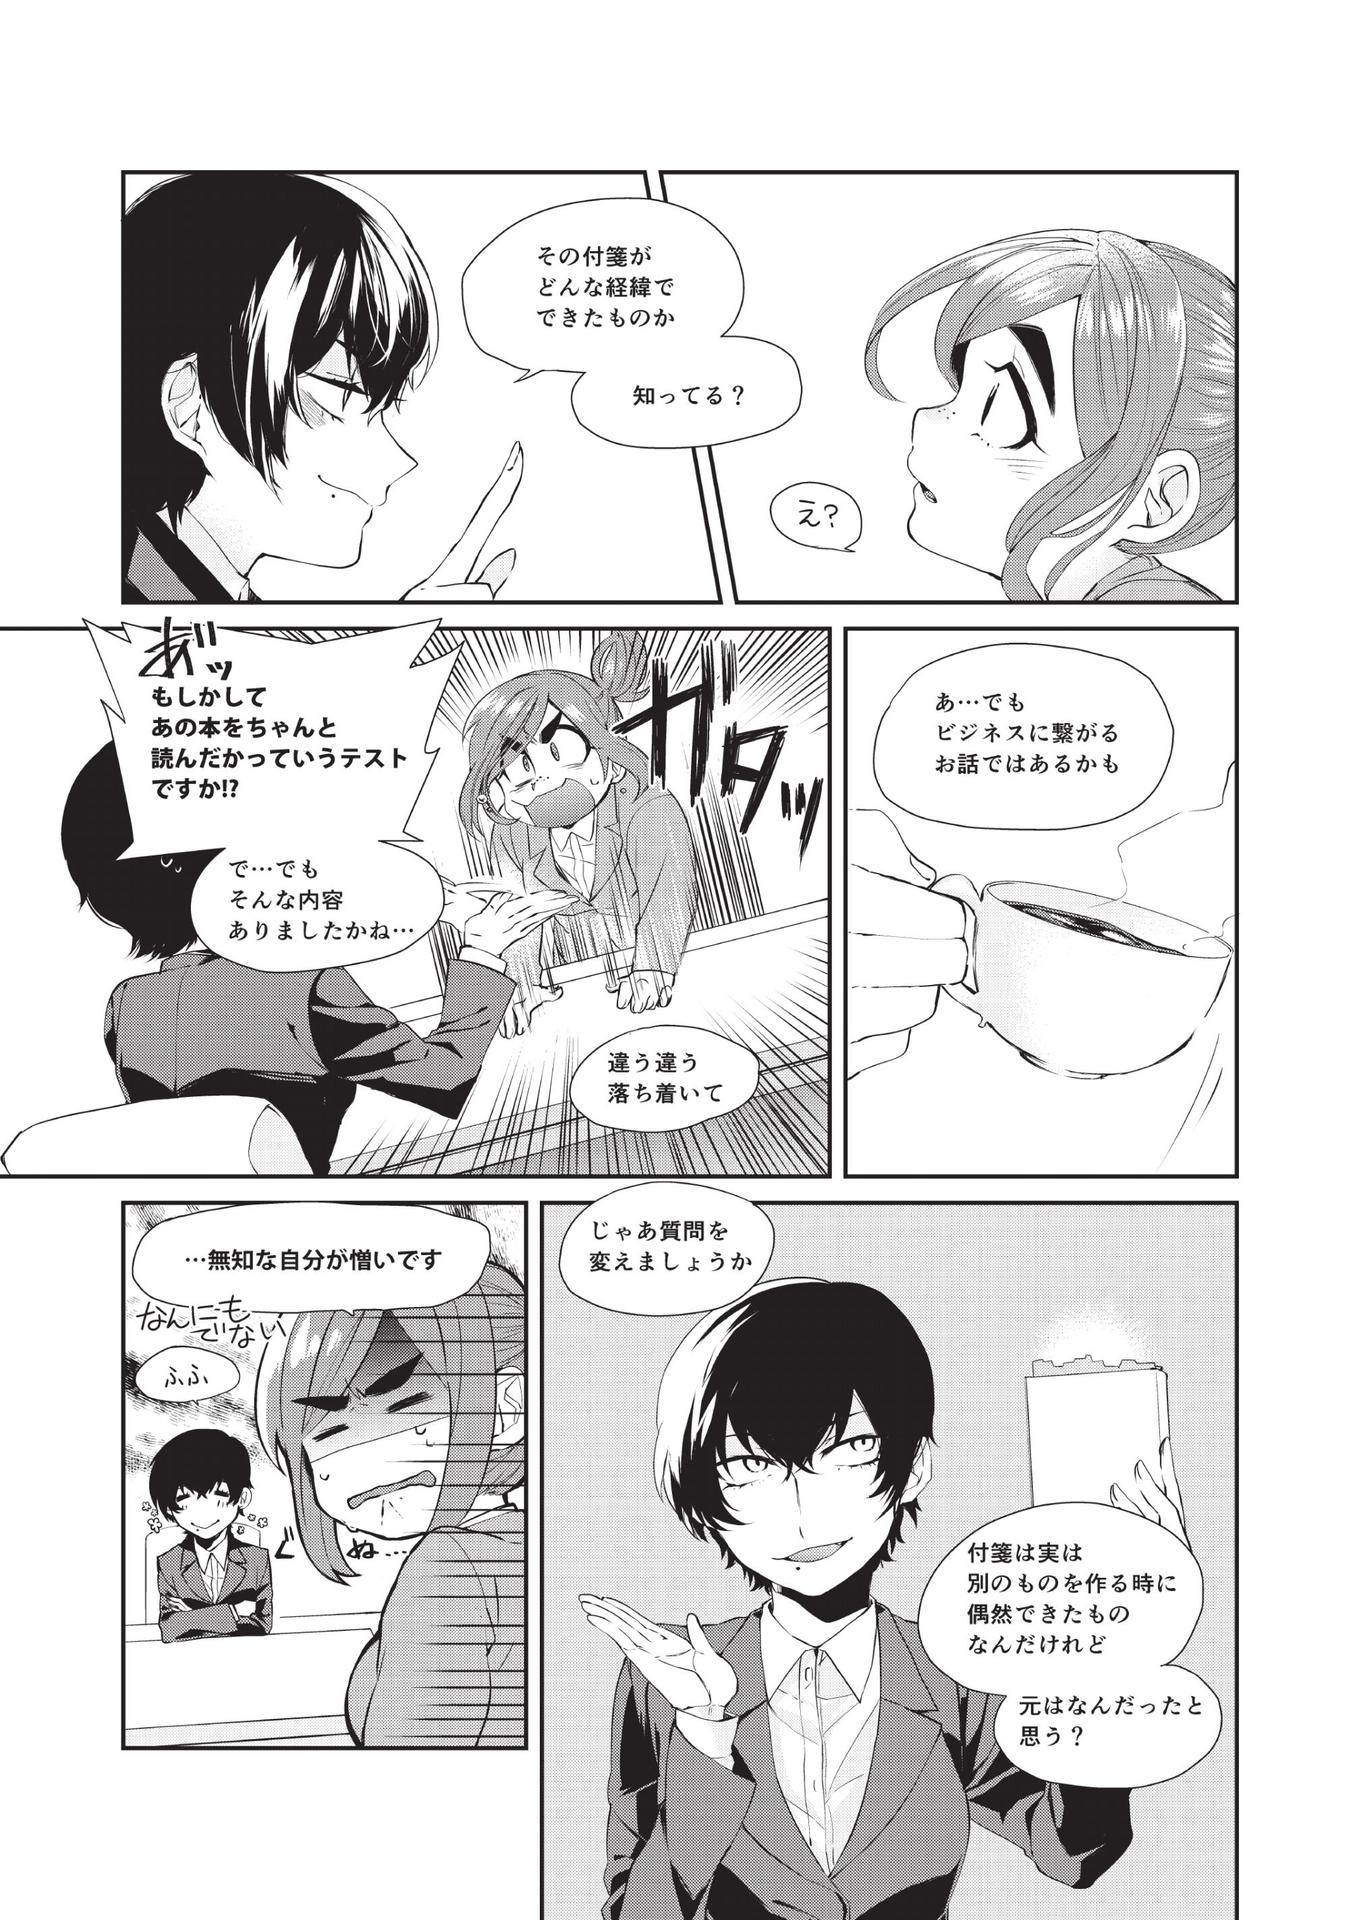 その付箋が
どんな経緯で
できたものか
知ってる？
え?
あ゛ッ
もしかして
あの本をちゃんと
読んだかっていうテスト
ですか!?
ガタッ
で…でも
そんな内容
ありましたかね…
違う違う
落ち着いて
あ…でも
ビジネスに繋がる
お話ではあるかも
…無知な自分が憎いです
なんにも
でない
ふふ
く
ぬ……
じゃあ質問を
変えましょうか
付箋は実は
別のものを作る時に
偶然できたもの
なんだけれど
元はなんだったと
思う？